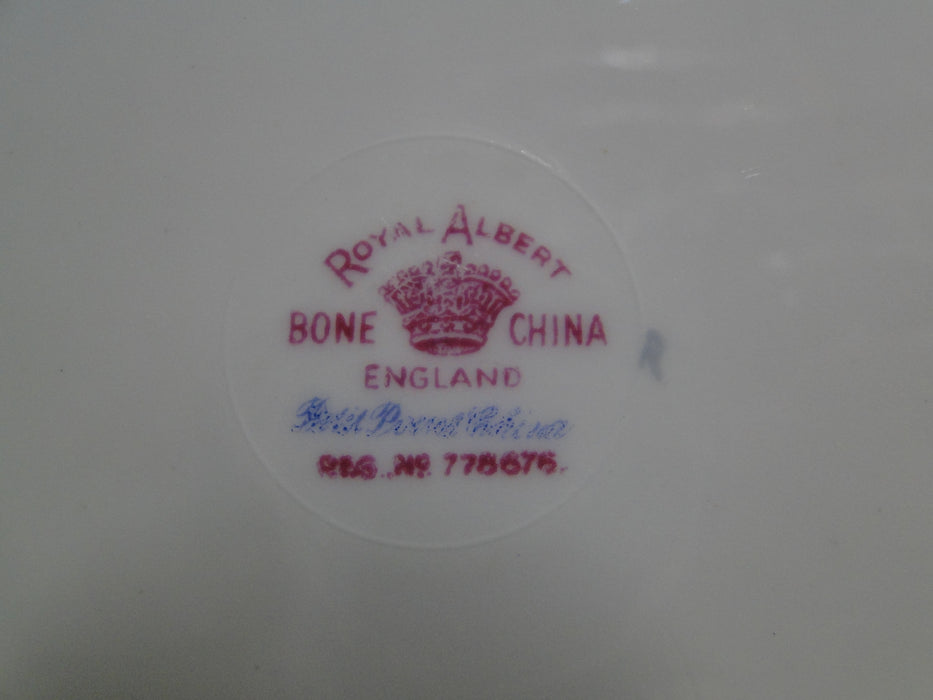 ROYAL ALBERT
BONE CHINA
ENGLAND
REG. NO. 778676.
R